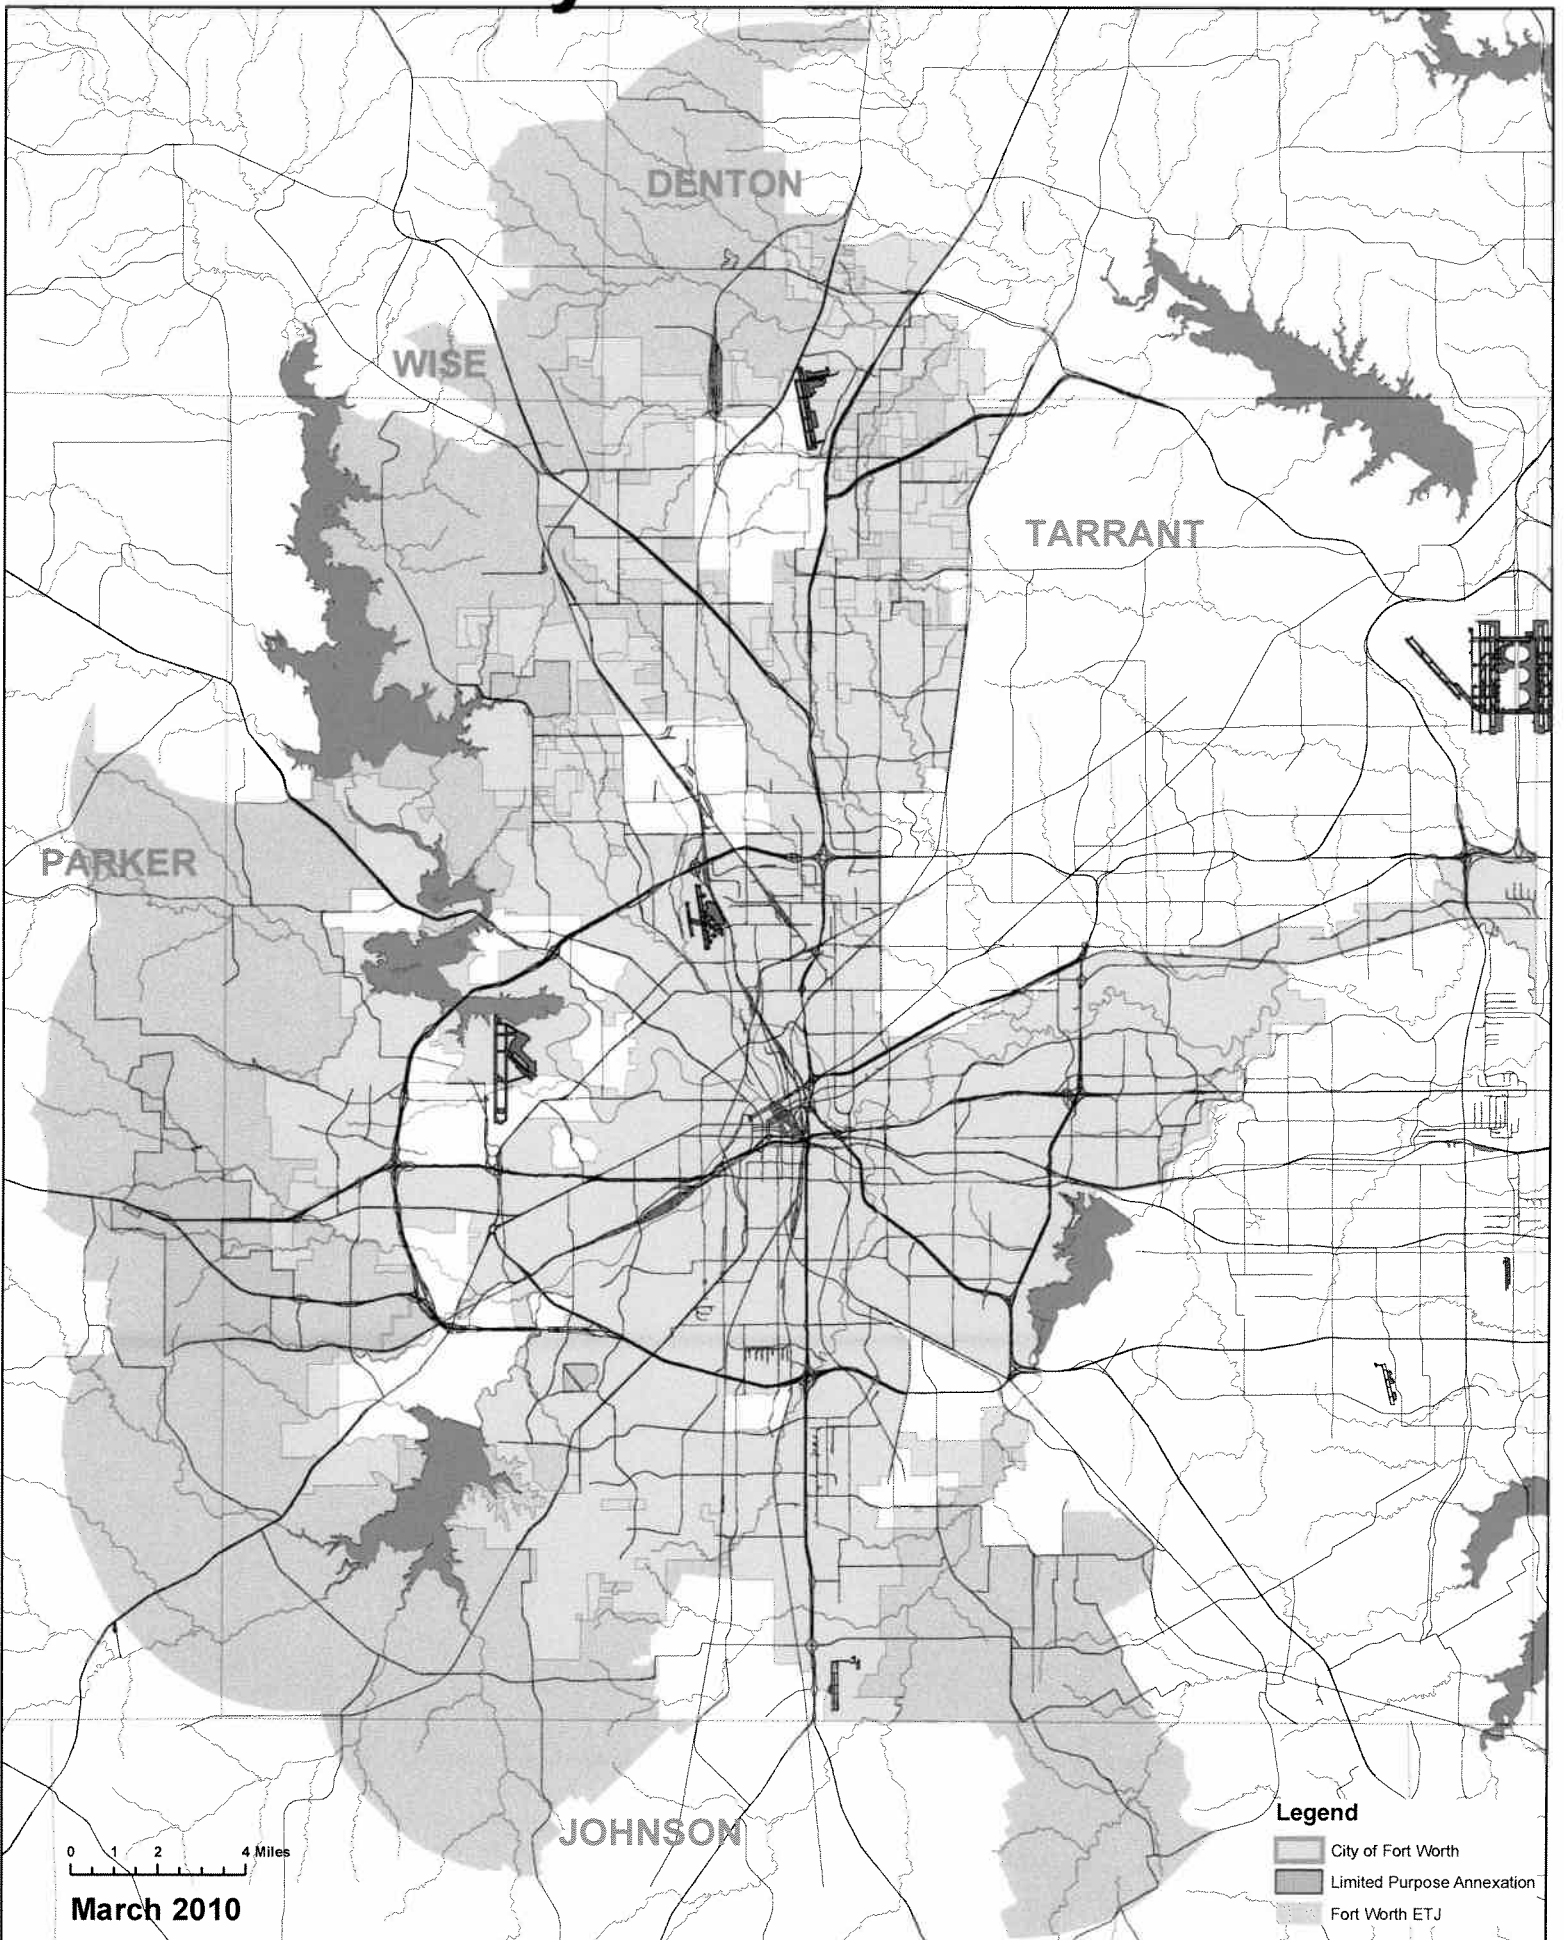 DENTON
WISE
TARRANT
PARKER
JOHNSON
Legend
City of Fort Worth
Limited Purpose Annexation
Fort Worth ETJ
0 1 2 4 Miles
March 2010